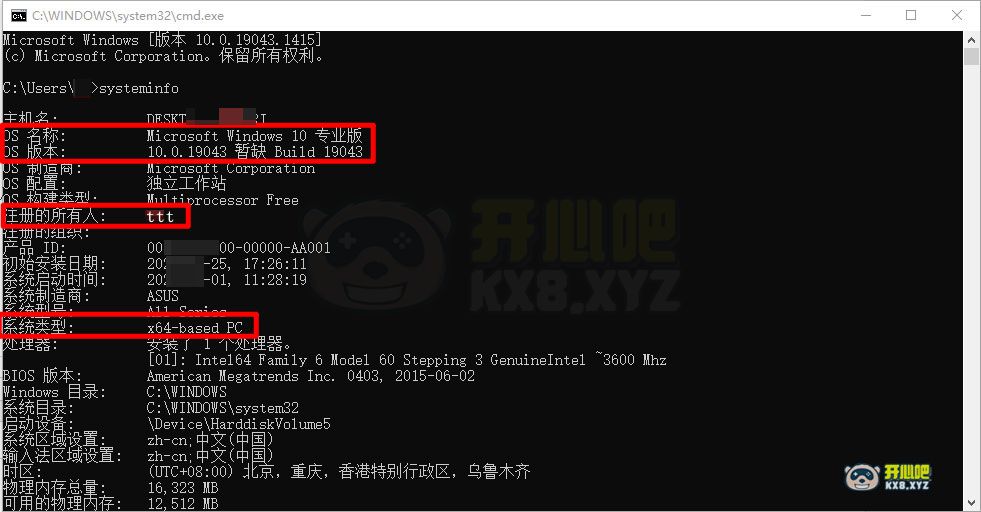 C:\WINDOWS\system32\cmd.exe
Microsoft Windows [版本 10.0.19043.1415]
(c) Microsoft Corporation。保留所有权利。
C:\Users\ >systeminfo
主机名: DESKT
OS 名称: Microsoft Windows 10 专业版
OS 版本: 10.0.19043 暂缺 Build 19043
OS 制造商: Microsoft Corporation
OS 配置: 独立工作站
OS 构建类型: Multiprocessor Free
注册的所有人: ttt
注册的组织:
产品 ID: 00 00-00000-AA001
初始安装日期: 202 -25, 17:26:11
系统启动时间: 202 -01, 11:28:19
系统制造商: ASUS
系统型号: All Series
系统类型: x64-based PC
处理器: 安装了 1 个处理器。
[01]: Intel64 Family 6 Model 60 Stepping 3 GenuineIntel ~3600 Mhz
BIOS 版本: American Megatrends Inc. 0403, 2015-06-02
Windows 目录: C:\WINDOWS
系统目录: C:\WINDOWS\system32
启动设备: \Device\HarddiskVolume5
系统区域设置: zh-cn;中文(中国)
输入法区域设置: zh-cn;中文(中国)
时区: (UTC+08:00) 北京，重庆，香港特别行政区，乌鲁木齐
物理内存总量: 16,323 MB
可用的物理内存: 12,512 MB
开心吧
KX8.XYZ
开心吧
KX8.XYZ